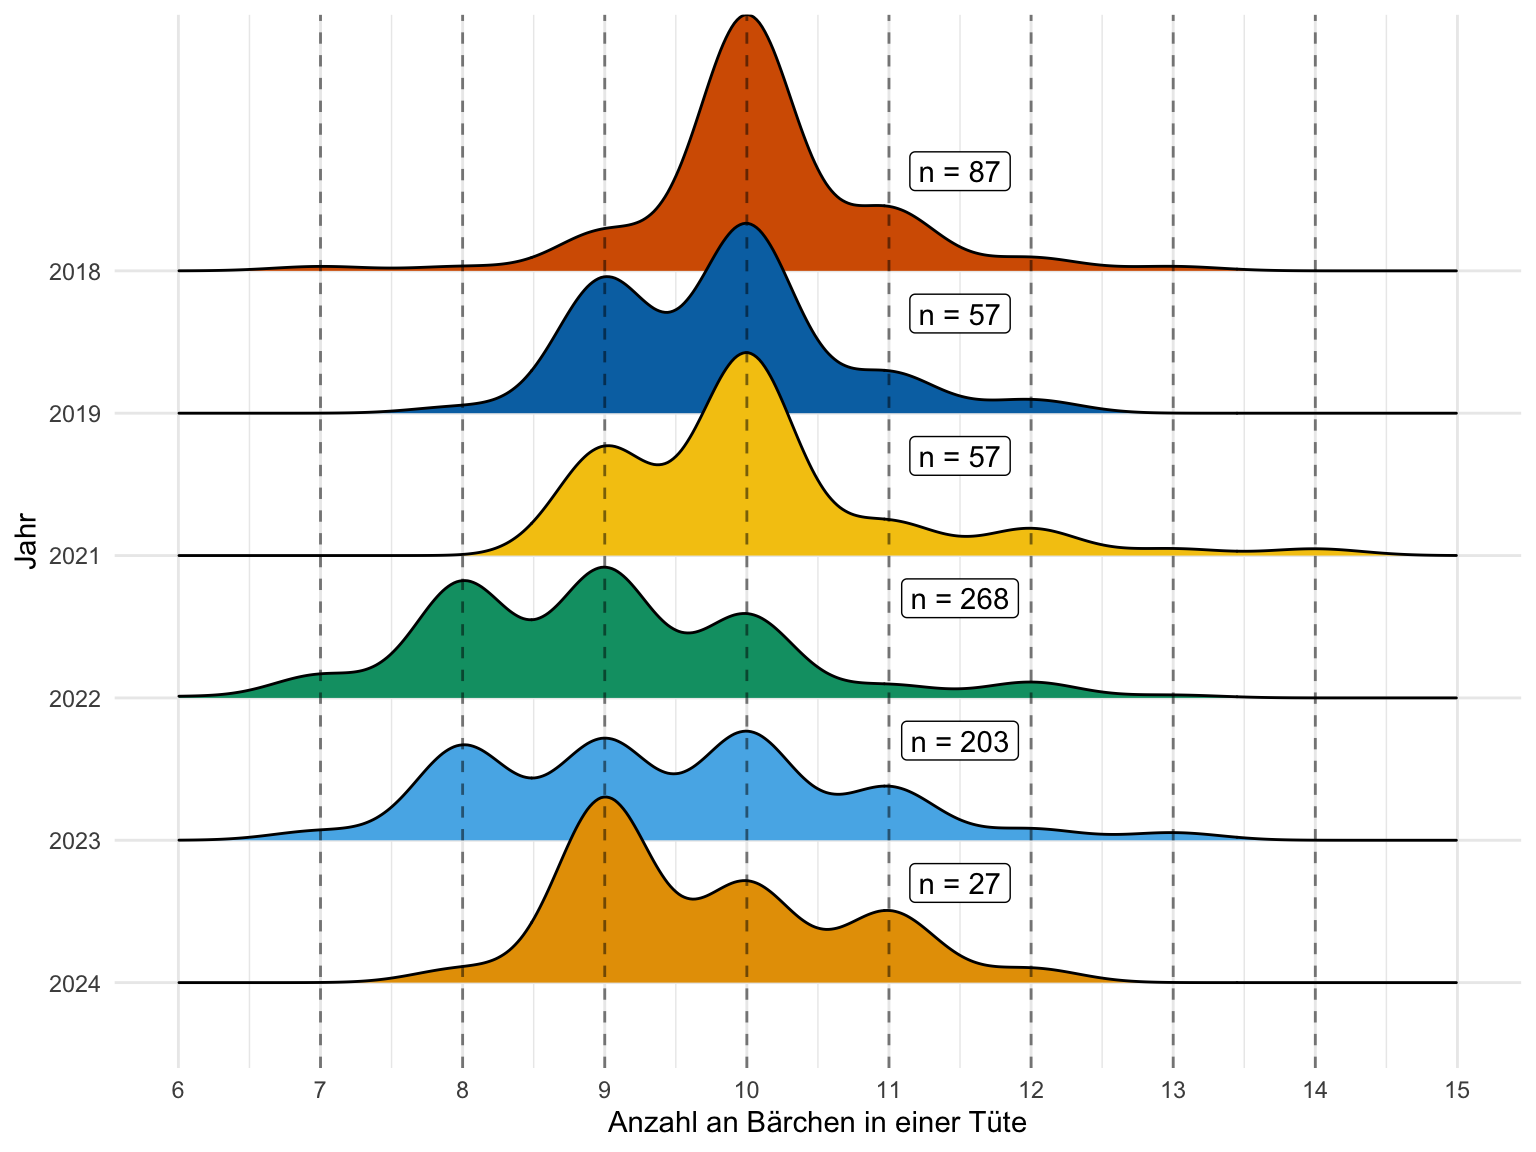 n = 87
2018
n = 57
2019
n = 57
2021
n = 268
2022
n = 203
2023
n = 27
2024
Jahr
6 7 8 9 10 11 12 13 14 15
Anzahl an Bärchen in einer Tüte